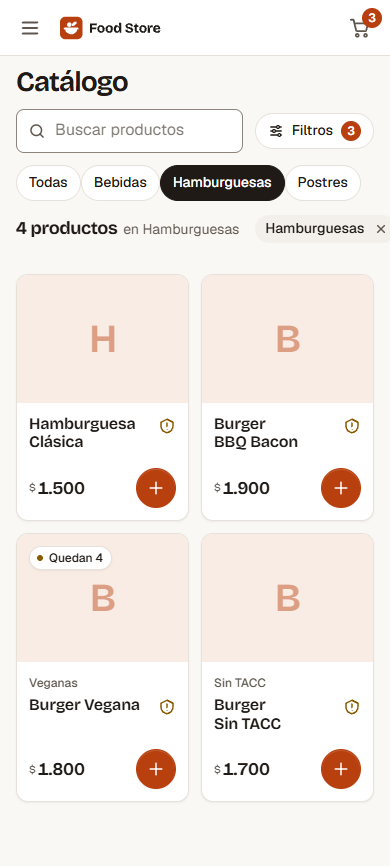 Food Store
3
Catálogo
Buscar productos
Filtros 3
Todas Bebidas Hamburguesas Postres
4 productos en Hamburguesas Hamburguesas ×
H
B
Hamburguesa
Clásica
Burger
BBQ Bacon
$1.500
$1.900
Quedan 4
B
B
Veganas
Burger Vegana
Sin TACC
Burger
Sin TACC
$1.800
$1.700